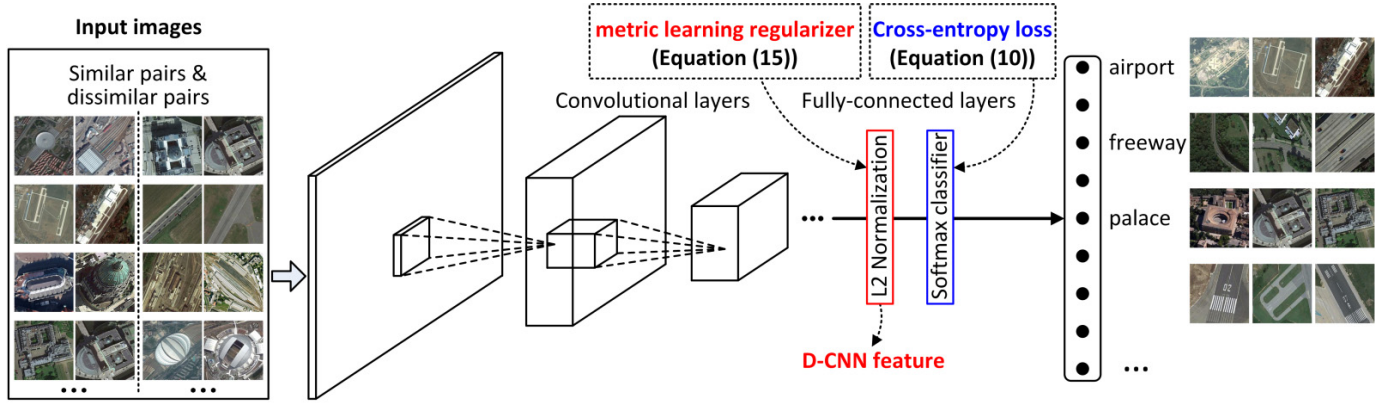 Input images
Similar pairs &
dissimilar pairs
...
...
metric learning regularizer
(Equation (15))
Cross-entropy loss
(Equation (10))
Convolutional layers
Fully-connected layers
...
L2 Normalization
Softmax classifier
D-CNN feature
airport
freeway
palace
...